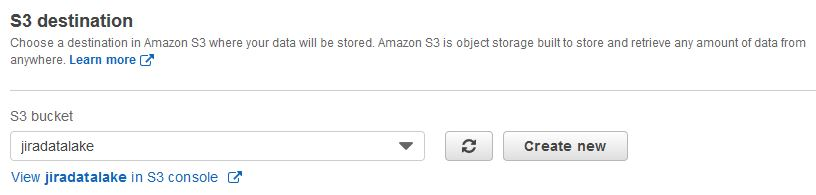 S3 destination
Choose a destination in Amazon S3 where your data will be stored. Amazon S3 is object storage built to store and retrieve any amount of data from
anywhere. Learn more
S3 bucket
jiradatalake
Create new
View jiradatalake in S3 console